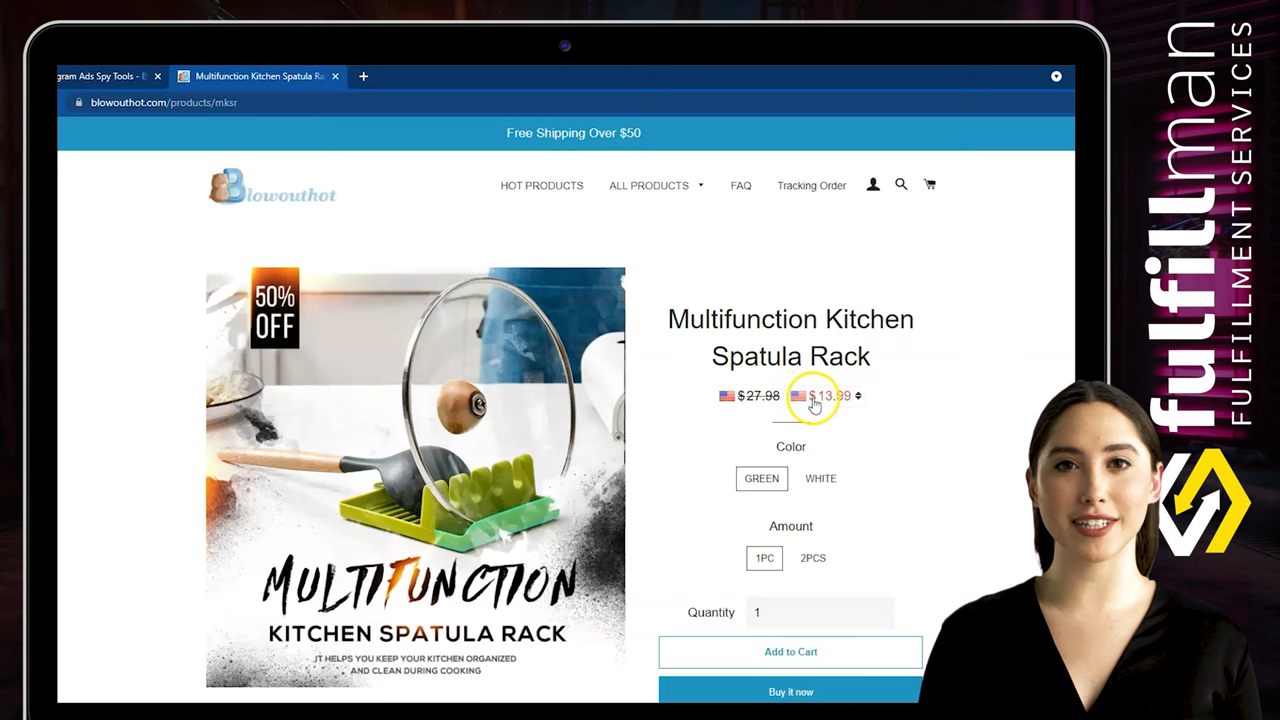 gram Ads Spy Tools - B
Multifunction Kitchen Spatula Ra
blowouthot.com/products/mksr
Free Shipping Over $50
Blowouthot
HOT PRODUCTS
ALL PRODUCTS
FAQ
Tracking Order
50%
OFF
MULTIFUNCTION
KITCHEN SPATULA RACK
IT HELPS YOU KEEP YOUR KITCHEN ORGANIZED
AND CLEAN DURING COOKING
Multifunction Kitchen
Spatula Rack
$27.98 $13.99
Color
GREEN WHITE
Amount
1PC 2PCS
Quantity 1
Add to Cart
Buy it now
fulfillman
FULFILLMENT SERVICES